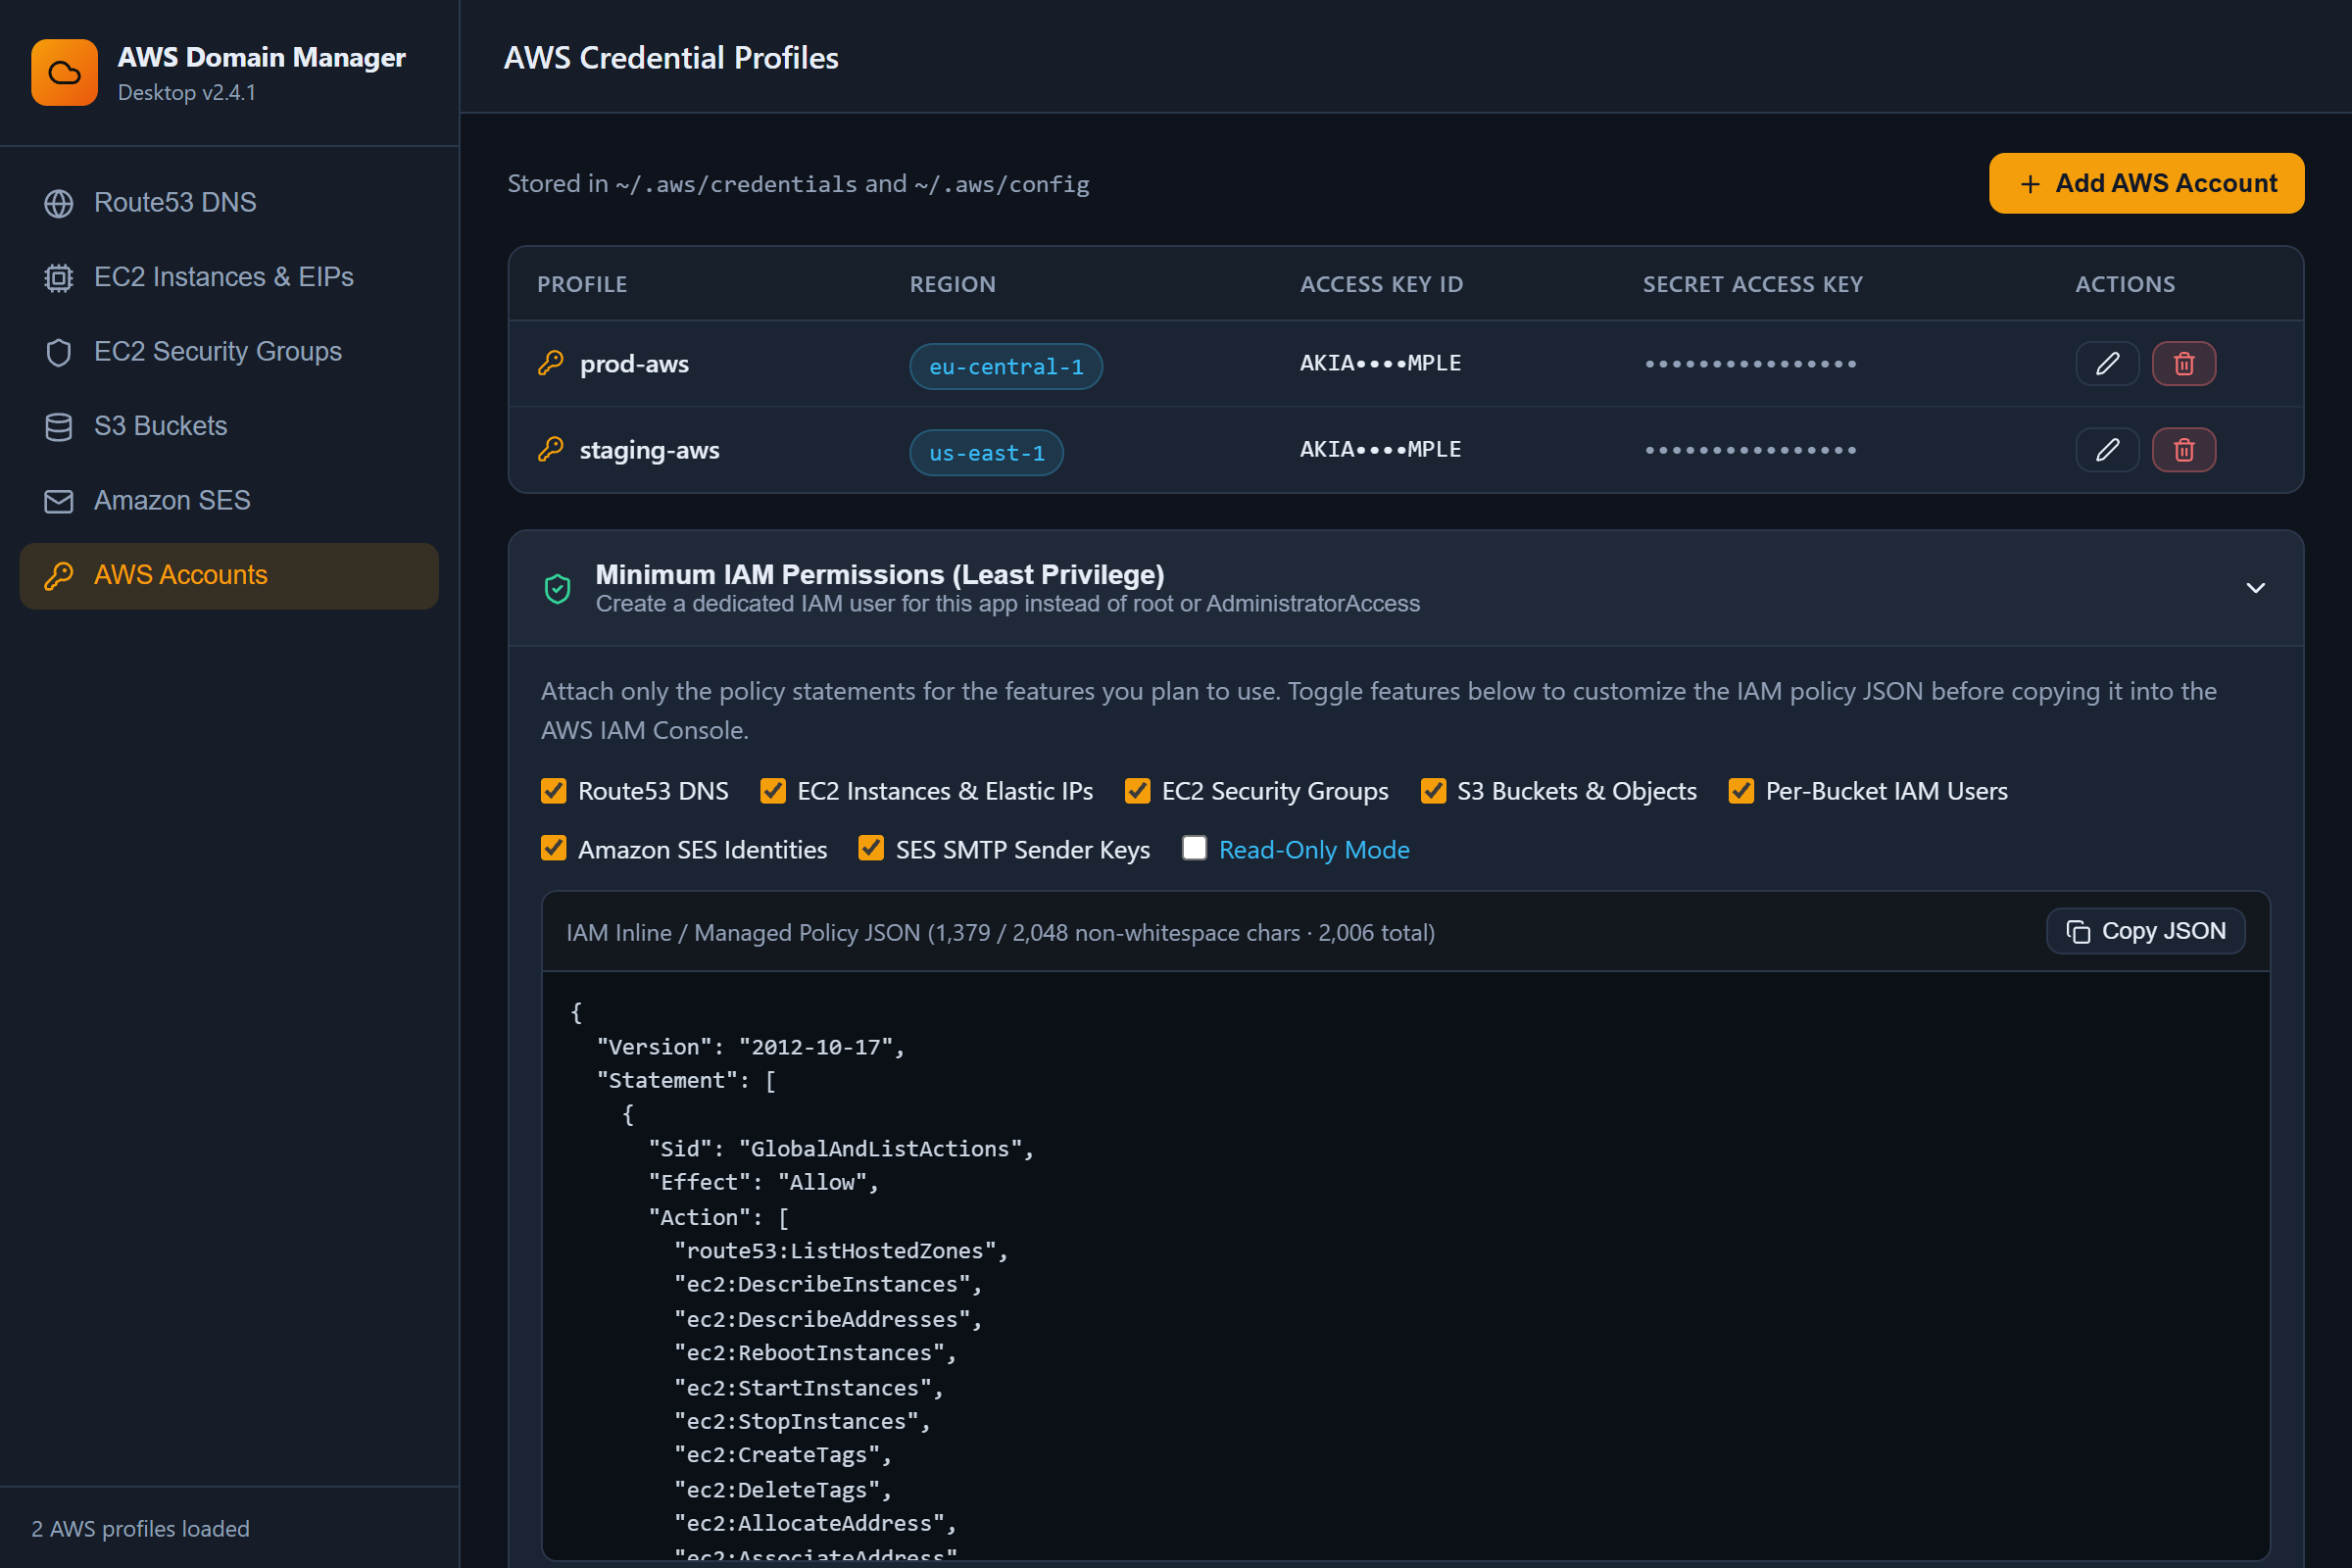 AWS Domain Manager
Desktop v2.4.1
Route53 DNS
EC2 Instances & EIPs
EC2 Security Groups
S3 Buckets
Amazon SES
AWS Accounts
2 AWS profiles loaded
AWS Credential Profiles
Stored in ~/.aws/credentials and ~/.aws/config
Add AWS Account
PROFILE REGION ACCESS KEY ID SECRET ACCESS KEY ACTIONS
prod-aws eu-central-1 AKIA••••MPLE ••••••••••••••••
staging-aws us-east-1 AKIA••••MPLE ••••••••••••••••
Minimum IAM Permissions (Least Privilege)
Create a dedicated IAM user for this app instead of root or AdministratorAccess
Attach only the policy statements for the features you plan to use. Toggle features below to customize the IAM policy JSON before copying it into the
AWS IAM Console.
Route53 DNS EC2 Instances & Elastic IPs EC2 Security Groups S3 Buckets & Objects Per-Bucket IAM Users
Amazon SES Identities SES SMTP Sender Keys Read-Only Mode
IAM Inline / Managed Policy JSON (1,379 / 2,048 non-whitespace chars · 2,006 total) Copy JSON
{
"Version": "2012-10-17",
"Statement": [
{
"Sid": "GlobalAndListActions",
"Effect": "Allow",
"Action": [
"route53:ListHostedZones",
"ec2:DescribeInstances",
"ec2:DescribeAddresses",
"ec2:RebootInstances",
"ec2:StartInstances",
"ec2:StopInstances",
"ec2:CreateTags",
"ec2:DeleteTags",
"ec2:AllocateAddress",
"ec2:AssociateAddress"